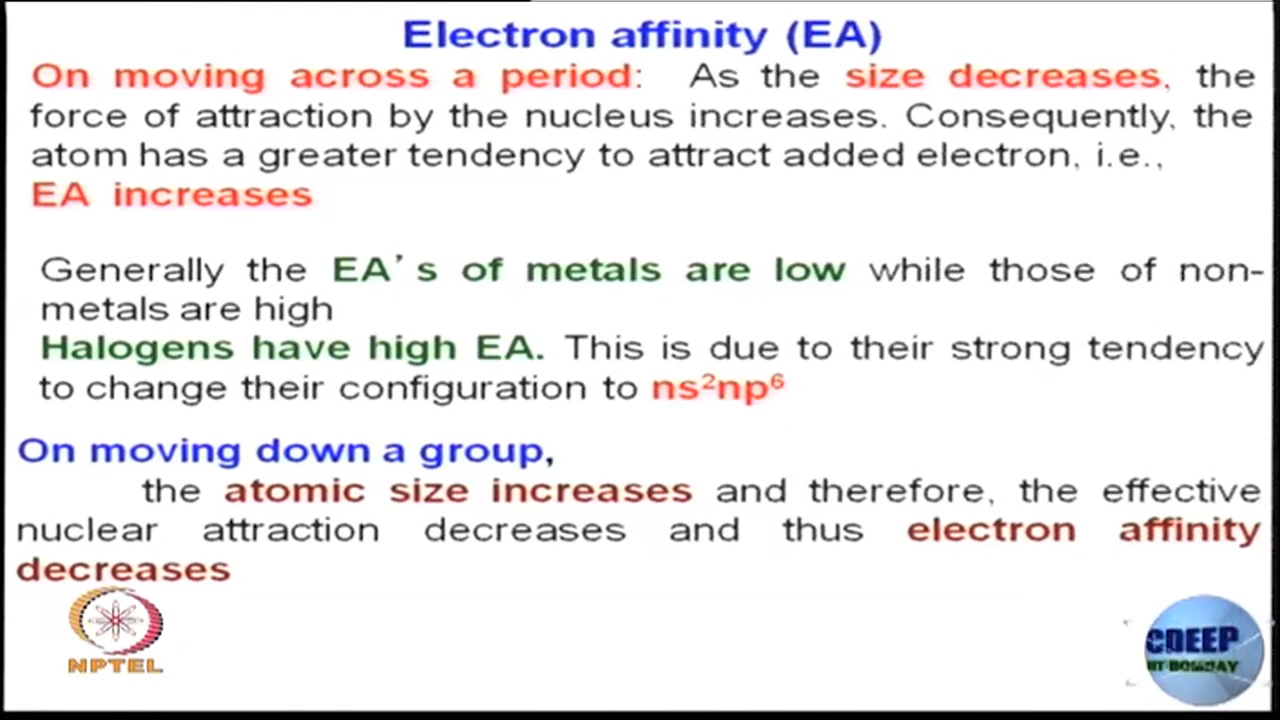 Electron affinity (EA)
On moving across a period: As the size decreases, the
force of attraction by the nucleus increases. Consequently, the
atom has a greater tendency to attract added electron, i.e.,
EA increases
Generally the EA's of metals are low while those of non-
metals are high
Halogens have high EA. This is due to their strong tendency
to change their configuration to ns²np⁶
On moving down a group,
the atomic size increases and therefore, the effective
nuclear attraction decreases and thus electron affinity
decreases
NPTEL
CDEEP
IIT BOMBAY